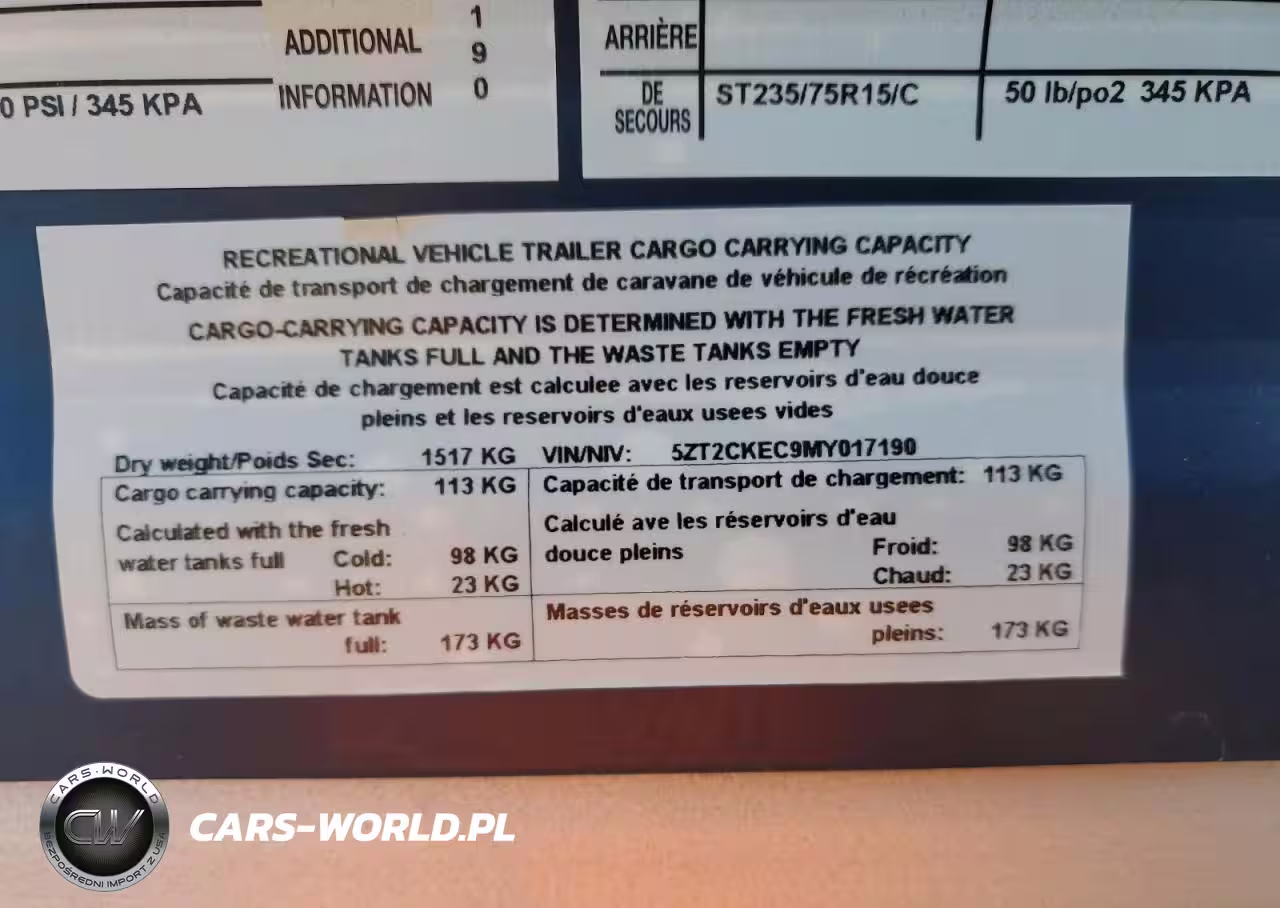 0 PSI / 345 KPA
ADDITIONAL
INFORMATION
1
9
0
ARRIÈRE
DE
SECOURS
ST235/75R15/C
50 lb/po2 345 KPA
RECREATIONAL VEHICLE TRAILER CARGO CARRYING CAPACITY
Capacité de transport de chargement de caravane de véhicule de récréation
CARGO-CARRYING CAPACITY IS DETERMINED WITH THE FRESH WATER
TANKS FULL AND THE WASTE TANKS EMPTY
Capacité de chargement est calculee avec les reservoirs d'eau douce
pleins et les reservoirs d'eaux usees vides
Dry weight/Poids Sec: 1517 KG VIN/NIV: 5ZT2CKEC9MY017190
Cargo carrying capacity: 113 KG
Calculated with the fresh
water tanks full Cold: 98 KG
Hot: 23 KG
Mass of waste water tank
full: 173 KG
Capacité de transport de chargement: 113 KG
Calculé ave les réservoirs d'eau
douce pleins Froid: 98 KG
Chaud: 23 KG
Masses de réservoirs d'eaux usees
pleins: 173 KG
CARS-WORLD
CW
BEZPOŚREDNI IMPORT Z USA
CARS-WORLD.PL